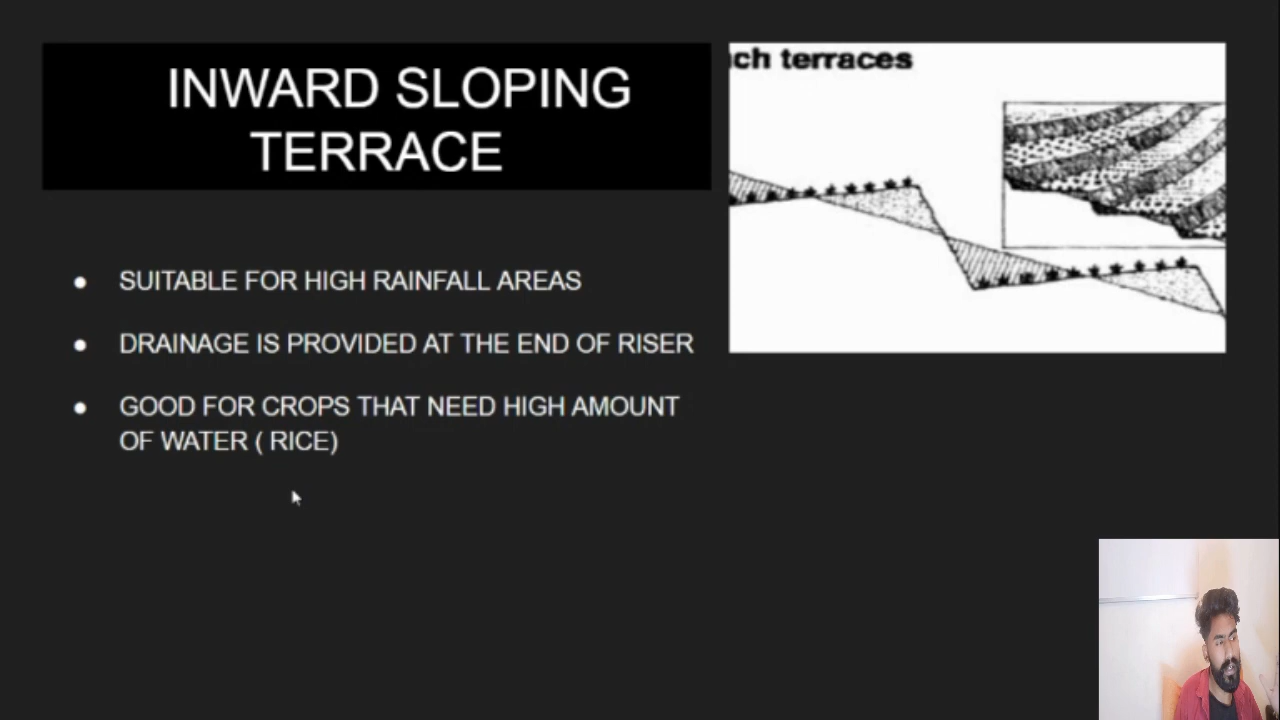 INWARD SLOPING
TERRACE
ch terraces
● SUITABLE FOR HIGH RAINFALL AREAS
● DRAINAGE IS PROVIDED AT THE END OF RISER
● GOOD FOR CROPS THAT NEED HIGH AMOUNT
OF WATER ( RICE)